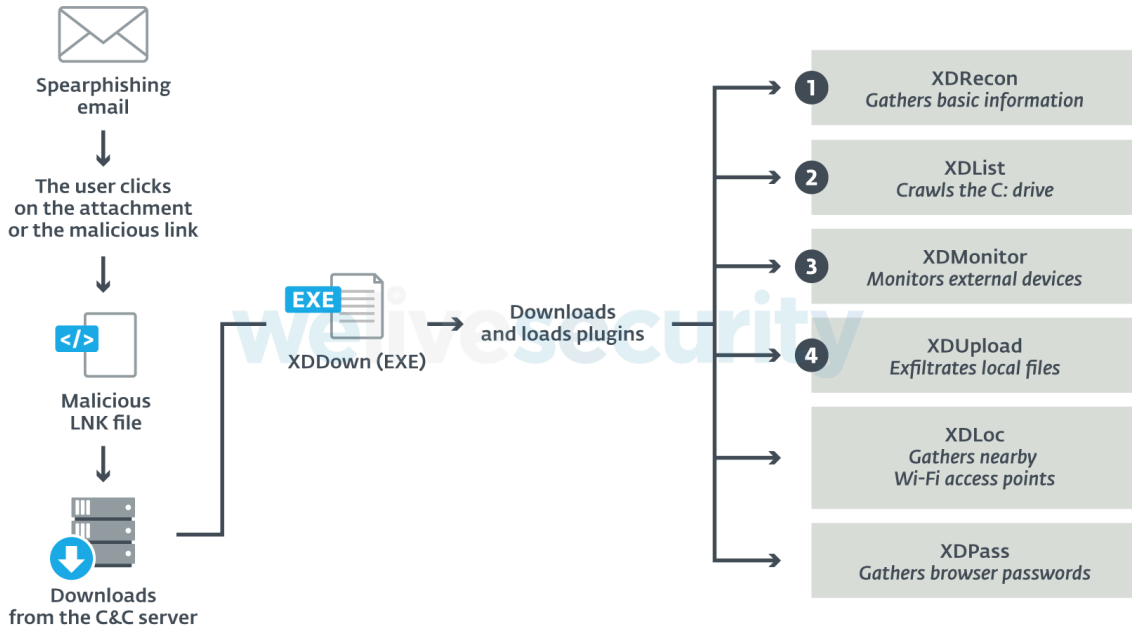 Spearphishing
email
The user clicks
on the attachment
or the malicious link
</>
Malicious
LNK file
Downloads
from the C&C server
EXE
XDDown (EXE)
Downloads
and loads plugins
welivesecurity
1
XDRecon
Gathers basic information
2
XDList
Crawls the C: drive
3
XDMonitor
Monitors external devices
4
XDUpload
Exfiltrates local files
XDLoc
Gathers nearby
Wi-Fi access points
XDPass
Gathers browser passwords